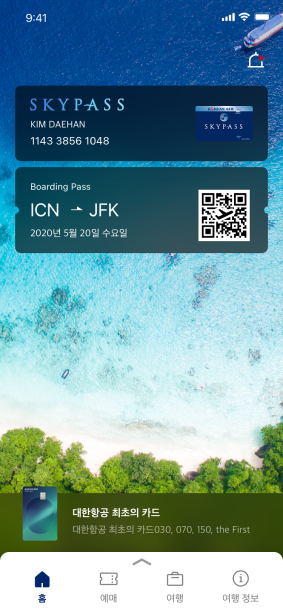 9:41
SKYPASS
KIM DAEHAN
1143 3856 1048
SKYPASS
Boarding Pass
ICN → JFK
2020년 5월 20일 수요일
대한항공 최초의 카드
대한항공 최초의 카드030, 070, 150, the First
홈
예매
여행
여행 정보